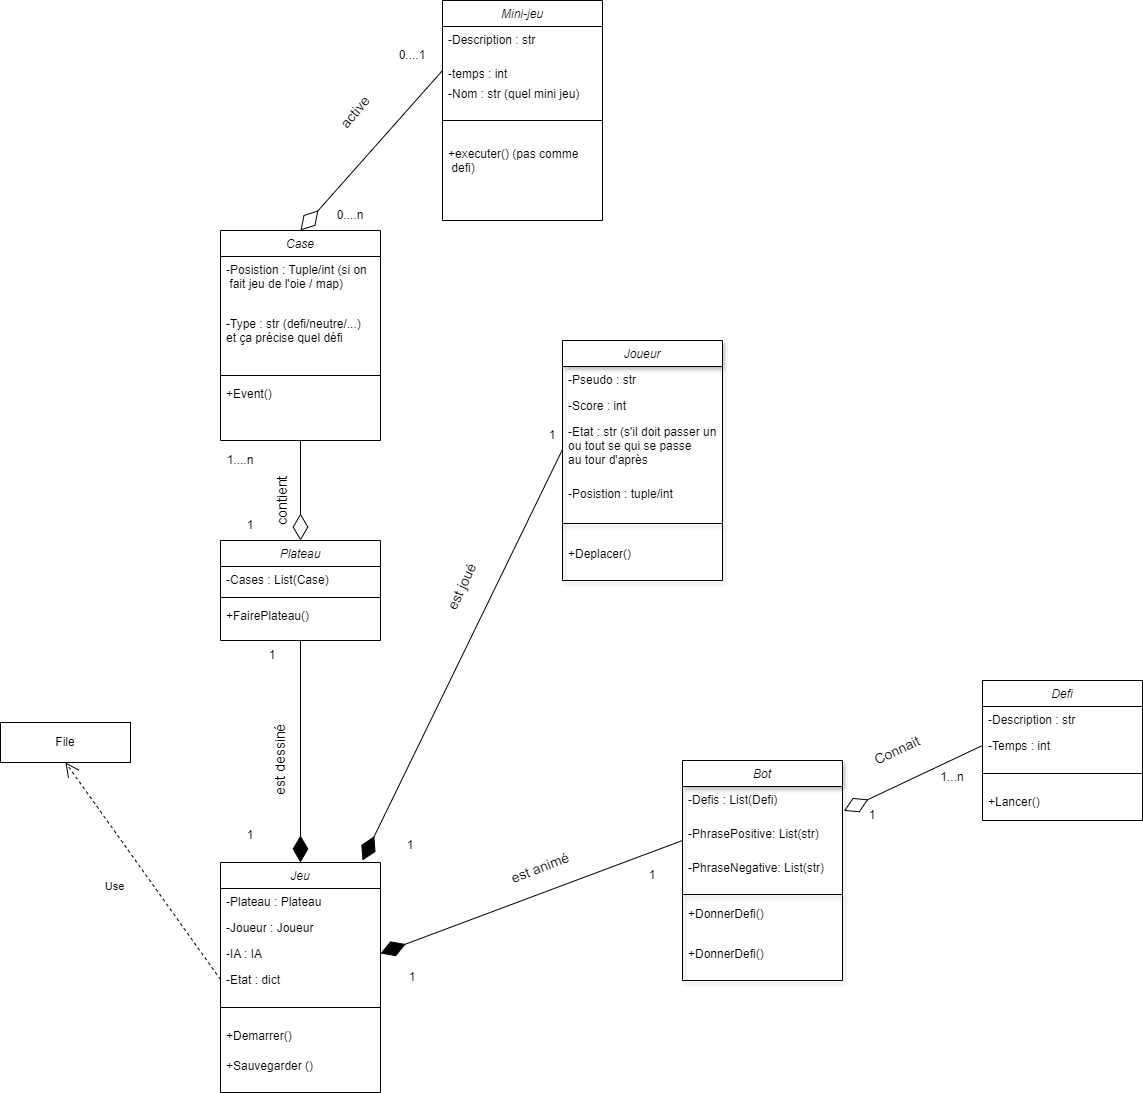 Mini-jeu
-Description : str
-temps : int
-Nom : str (quel mini jeu)
+executer() (pas comme
defi)
0....1
active
0....n
Case
-Posistion : Tuple/int (si on
fait jeu de l'oie / map)
-Type : str (defi/neutre/...)
et ça précise quel défi
+Event()
1....n
contient
1
Plateau
-Cases : List(Case)
+FairePlateau()
1
est dessiné
1
Joueur
-Pseudo : str
-Score : int
-Etat : str (s'il doit passer un
ou tout se qui se passe
au tour d'après
-Posistion : tuple/int
+Deplacer()
1
est joué
1
File
Use
Jeu
-Plateau : Plateau
-Joueur : Joueur
-IA : IA
-Etat : dict
+Demarrer()
+Sauvegarder ()
est animé
1
1
Bot
-Defis : List(Defi)
-PhrasePositive: List(str)
-PhraseNegative: List(str)
+DonnerDefi()
+DonnerDefi()
Connait
1...n
1
Defi
-Description : str
-Temps : int
+Lancer()